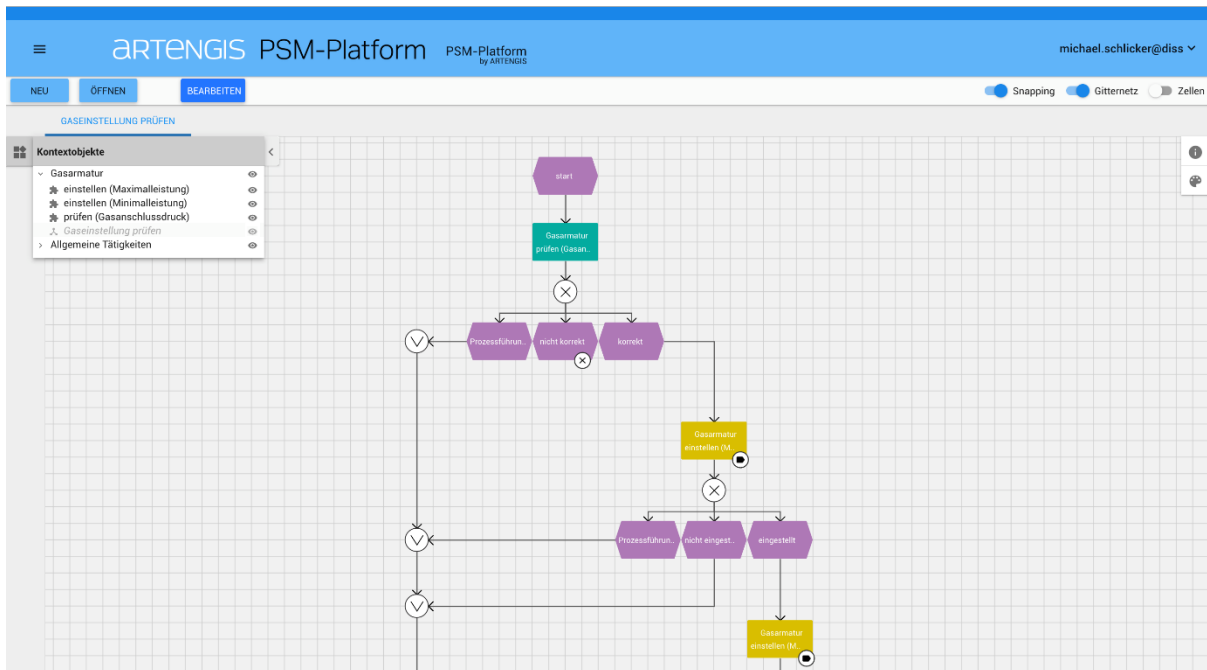 ARTENGIS PSM-Platform
PSM-Platform
by ARTENGIS
michael.schlicker@diss
NEU
ÖFFNEN
BEARBEITEN
Snapping
Gitternetz
Zellen
GASEINSTELLUNG PRÜFEN
Kontextobjekte
Gasarmatur
einstellen (Maximalleistung)
einstellen (Minimalleistung)
prüfen (Gasanschlussdruck)
Gaseinstellung prüfen
Allgemeine Tätigkeiten
start
Gasarmatur
prüfen (Gasan..
Prozessführun..
nicht korrekt
korrekt
Gasarmatur
einstellen (M..
Prozessführun..
nicht eingest..
eingestellt
Gasarmatur
einstellen (M..